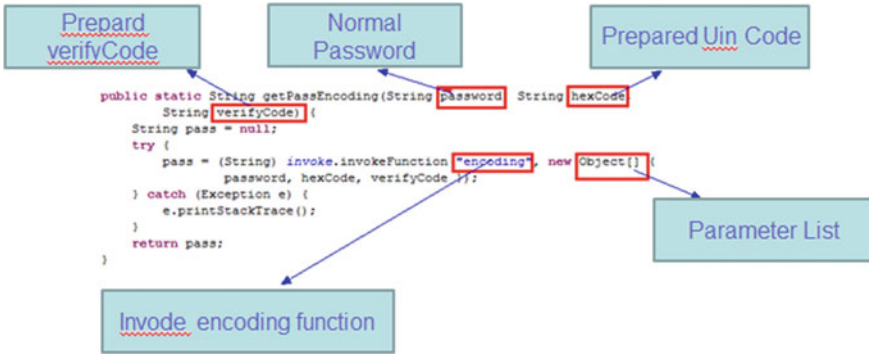 Prepard
verifyCode
Normal
Password
Prepared Uin Code
public static String getPassEncoding(String password String hexCode
String verifyCode) {
String pass = null;
try {
pass = (String) invoke.invokeFunction "encoding", new Object[] {
password, hexCode, verifyCode });
} catch (Exception e) {
e.printStackTrace();
}
return pass;
}
Parameter List
Invode encoding function